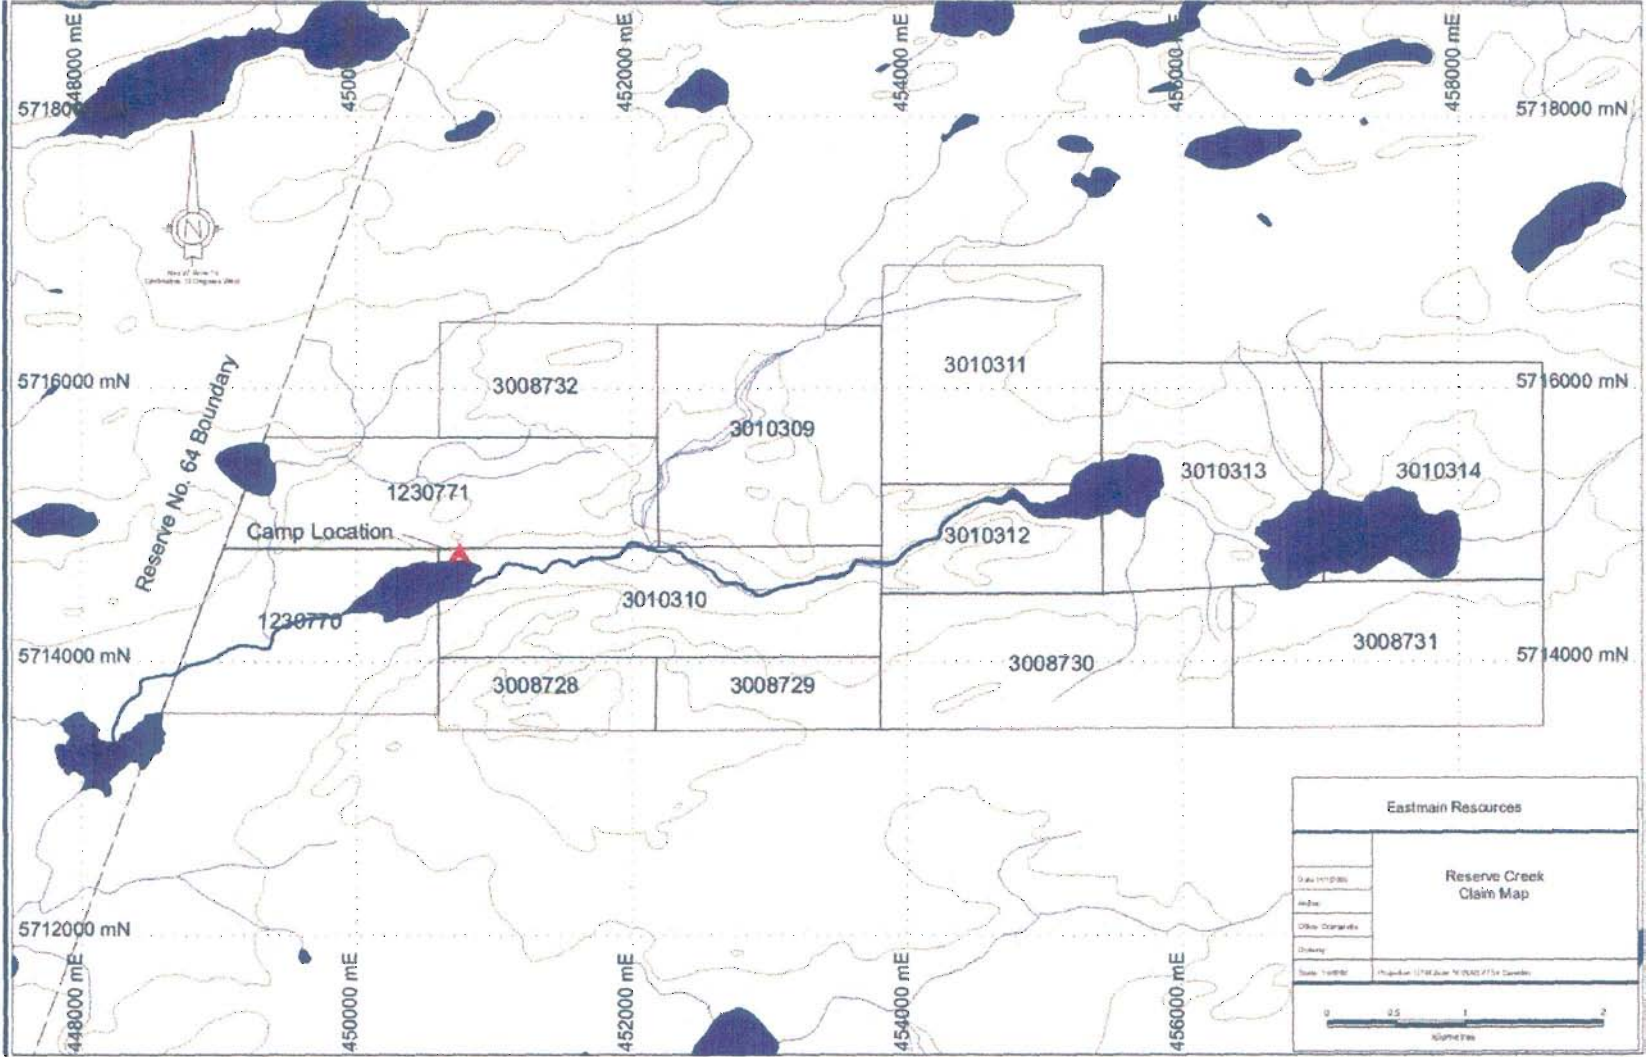 448000 mE
452000 mE
454000 mE
458000 mE
5718000 mN
5718000 mN
N
3010311
5716000 mN
3008732
5716000 mN
3010309
3010313
3010314
Reserve No. 64 Boundary
1230771
Camp Location
3010312
3010310
1230770
3008731
5714000 mN
3008730
5714000 mN
3008728
3008729
Eastmain Resources
Reserve Creek
Claim Map
5712000 mN
448000 mE
450000 mE
452000 mE
454000 mE
456000 mE
0 0.5 1 2
kilometres